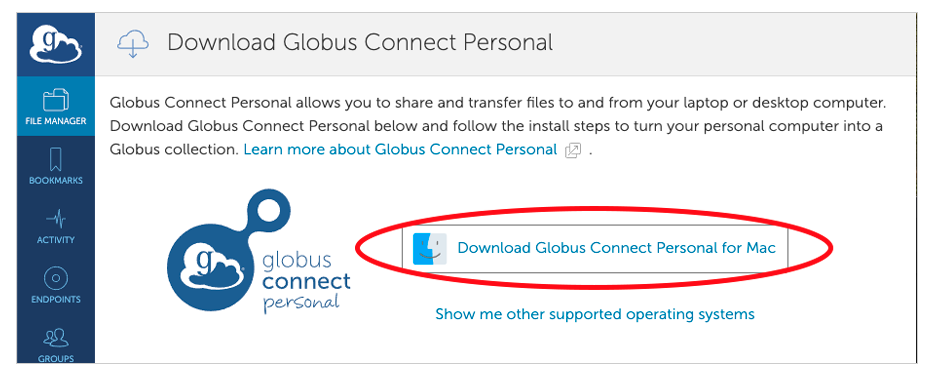 g
Download Globus Connect Personal
FILE MANAGER
BOOKMARKS
ACTIVITY
ENDPOINTS
GROUPS
Globus Connect Personal allows you to share and transfer files to and from your laptop or desktop computer.
Download Globus Connect Personal below and follow the install steps to turn your personal computer into a
Globus collection. Learn more about Globus Connect Personal .
g
globus
connect
personal
Download Globus Connect Personal for Mac
Show me other supported operating systems